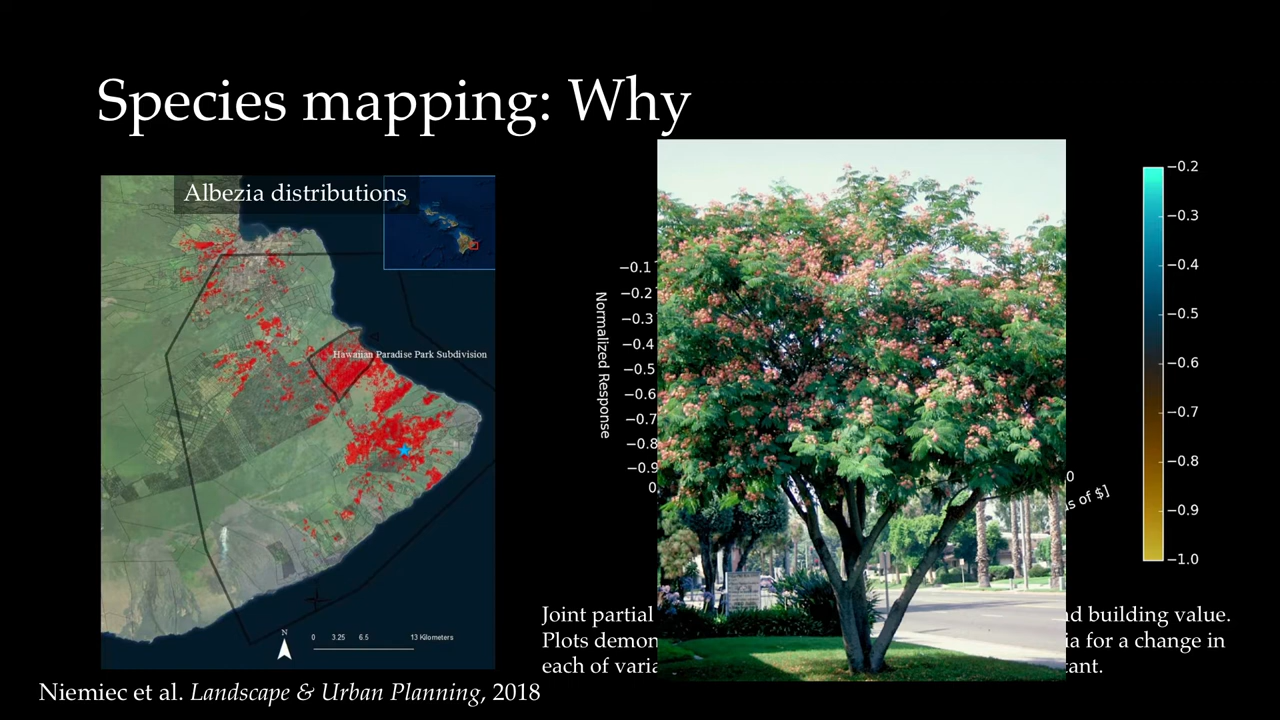 Species mapping: Why
Albezia distributions
Hawaiian Paradise Park Subdivision
N
0 3.25 6.5 13 Kilometers
Niemiec et al. Landscape & Urban Planning, 2018
Normalized Response
−0.1
−0.2
−0.3
−0.4
−0.5
−0.6
−0.7
−0.8
−0.9
0
of $]
−0.2
−0.3
−0.4
−0.5
−0.6
−0.7
−0.8
−0.9
−1.0
Joint partial building value.
Plots for a change in
each of